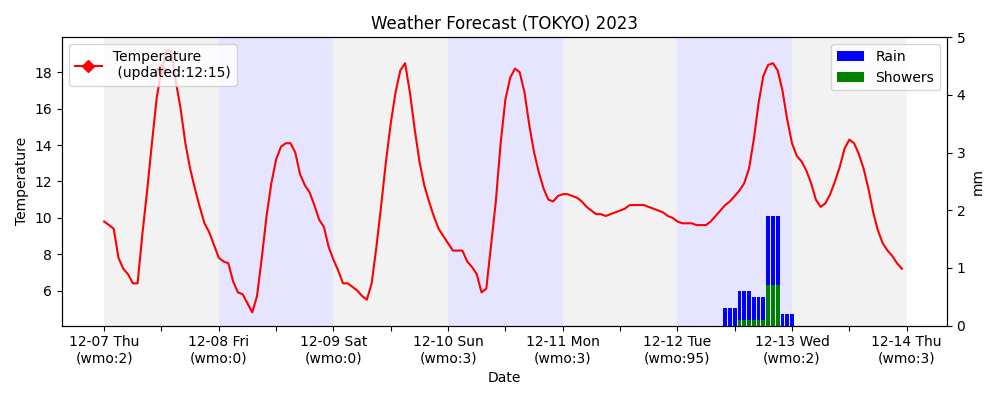 Weather Forecast (TOKYO) 2023
Temperature
(updated:12:15)
Rain
Showers
Temperature
18
16
14
12
10
8
6
5
4
3
2
1
0
mm
12-07 Thu
(wmo:2)
12-08 Fri
(wmo:0)
12-09 Sat
(wmo:0)
12-10 Sun
(wmo:3)
12-11 Mon
(wmo:3)
12-12 Tue
(wmo:95)
12-13 Wed
(wmo:2)
12-14 Thu
(wmo:3)
Date